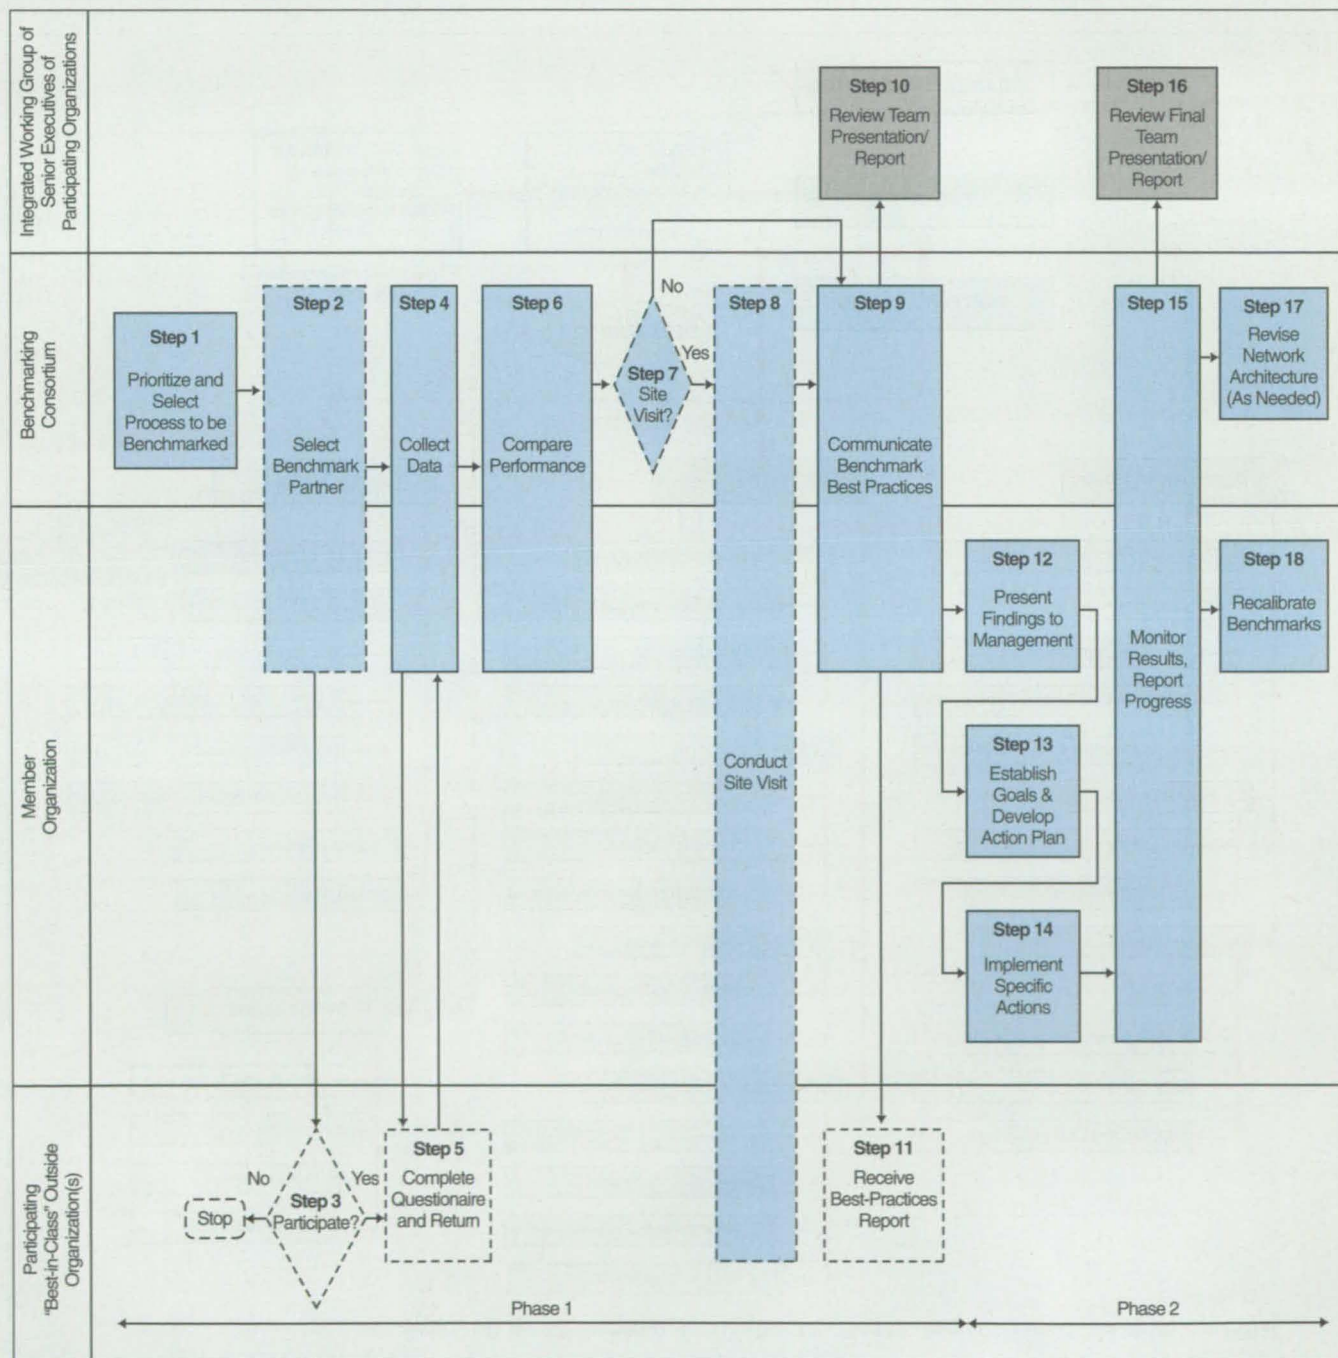 Integrated Working Group of
Senior Executives of
Participating Organizations
Step 10
Review Team
Presentation/
Report
Step 16
Review Final
Team
Presentation/
Report
Benchmarking
Consortium
Step 1
Prioritize and
Select
Process to be
Benchmarked
Step 2
Select
Benchmark
Partner
Step 4
Collect
Data
Step 6
Compare
Performance
No
Step 7
Site
Visit?
Yes
Step 8
Conduct
Site Visit
Step 9
Communicate
Benchmark
Best Practices
Step 15
Monitor
Results,
Report
Progress
Step 17
Revise
Network
Architecture
(As Needed)
Member
Organization
Step 12
Present
Findings to
Management
Step 18
Recalibrate
Benchmarks
Step 13
Establish
Goals &
Develop
Action Plan
Step 14
Implement
Specific
Actions
Participating
"Best-in-Class" Outside
Organization(s)
Stop
No
Step 3
Participate?
Yes
Step 5
Complete
Questionaire
and Return
Step 11
Receive
Best-Practices
Report
Phase 1
Phase 2